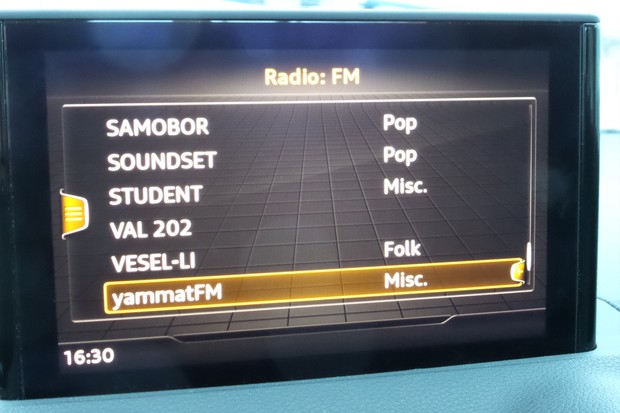 Radio: FM
SAMOBOR Pop
SOUNDSET Pop
STUDENT Misc.
VAL 202
VESEL-LI Folk
yammatFM Misc.
16:30